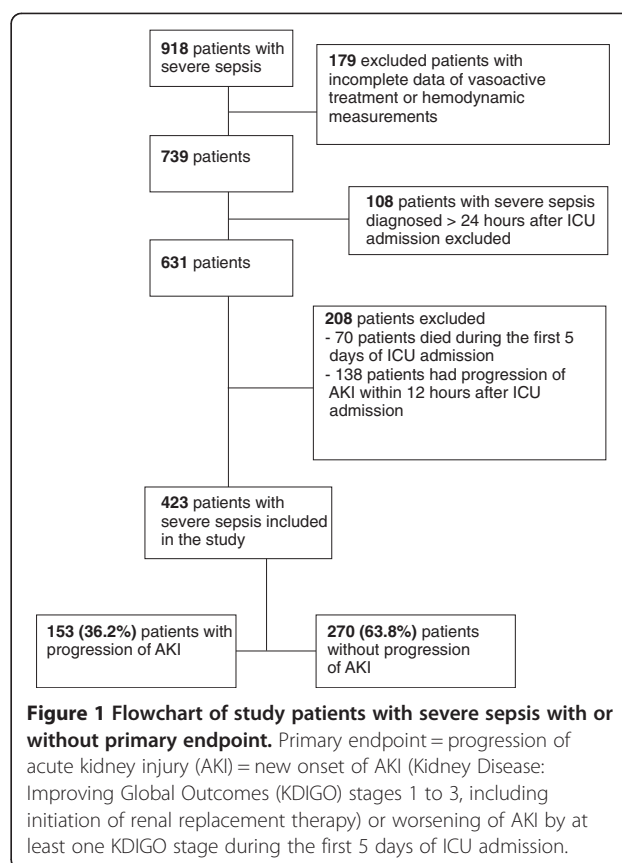 918 patients with
severe sepsis
179 excluded patients with
incomplete data of vasoactive
treatment or hemodynamic
measurements
739 patients
108 patients with severe sepsis
diagnosed > 24 hours after ICU
admission excluded
631 patients
208 patients excluded
- 70 patients died during the first 5
days of ICU admission
- 138 patients had progression of
AKI within 12 hours after ICU
admission
423 patients with
severe sepsis included
in the study
153 (36.2%) patients with
progression of AKI
270 (63.8%) patients
without progression
of AKI
Figure 1 Flowchart of study patients with severe sepsis with or
without primary endpoint. Primary endpoint = progression of
acute kidney injury (AKI) = new onset of AKI (Kidney Disease:
Improving Global Outcomes (KDIGO) stages 1 to 3, including
initiation of renal replacement therapy) or worsening of AKI by at
least one KDIGO stage during the first 5 days of ICU admission.